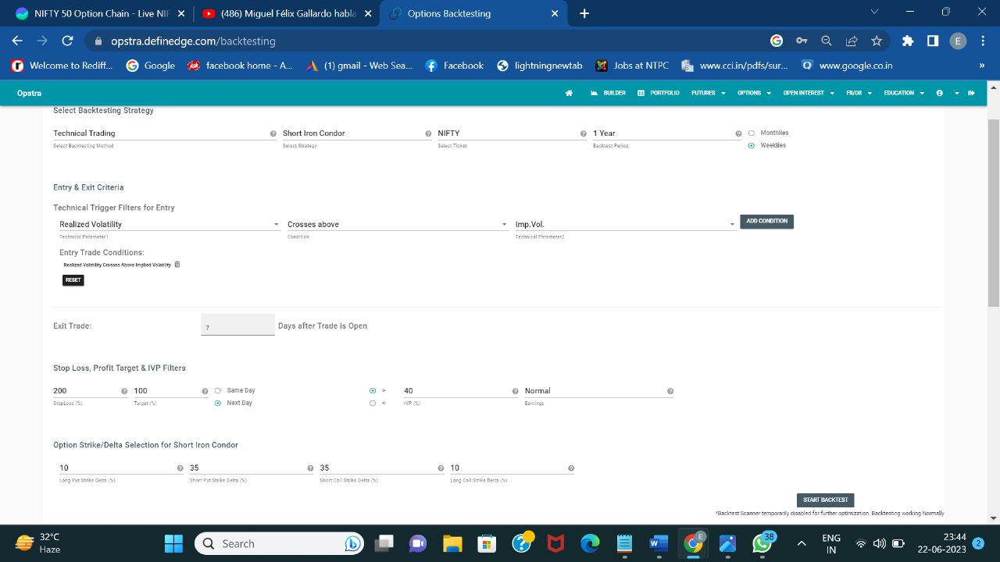 NIFTY 50 Option Chain - Live NIF
(486) Miguel Félix Gallardo habla
Options Backtesting
opstra.definedge.com/backtesting
E
Welcome to Rediff...
Google
facebook home - A...
(1) gmail - Web Sea...
Facebook
lightningnewtab
Jobs at NTPC
www.cci.in/pdfs/sur...
www.google.co.in
»
Opstra
BUILDER
PORTFOLIO
FUTURES
OPTIONS
OPEN INTEREST
FII/DII
EDUCATION
Select Backtesting Strategy
Technical Trading
Short Iron Condor
NIFTY
1 Year
Monthlies
Select Backtesting Method
Select Strategy
Select Ticker
Backtest Period
Weeklies
Entry & Exit Criteria
Technical Trigger Filters for Entry
Realized Volatility
Crosses above
Imp.Vol.
ADD CONDITION
Technical Parameter1
Condition
Technical Parameter2
Entry Trade Conditions:
Realized Volatility Crosses Above Implied Volatility
RESET
Exit Trade:
7
Days after Trade is Open
Stop Loss, Profit Target & IVP Filters
200
100
Same Day
>
40
Normal
StopLoss (%)
Target (%)
Next Day
<
IVP (%)
Earnings
Option Strike/Delta Selection for Short Iron Condor
10
35
35
10
Long Put Strike Delta (%)
Short Put Strike Delta (%)
Short Call Strike Delta (%)
Long Call Strike Delta (%)
START BACKTEST
*Backtest Scanner temporarily disabled for further optimization. Backtesting working Normally
32°C
Haze
Search
38
ENG
IN
23:44
22-06-2023
2